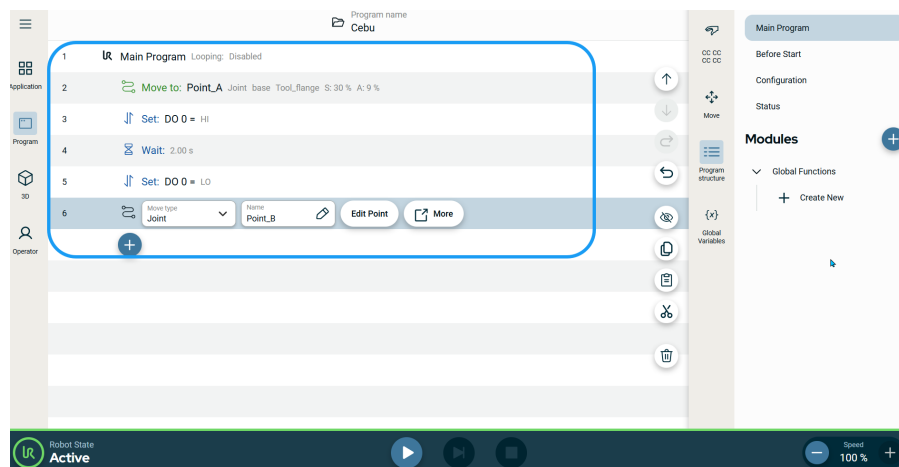 Program name
Cebu
Application
Program
3D
Operator
1 Main Program Looping: Disabled
2 Move to: Point_A Joint base Tool_flange S: 30 % A: 9 %
3 Set: DO 0 = HI
4 Wait: 2.00 s
5 Set: DO 0 = LO
6 Move type
Joint
Name
Point_B
Edit Point
More
CC CC
CC CC
Move
Program
structure
{x}
Global
Variables
Main Program
Before Start
Configuration
Status
Modules
Global Functions
Create New
Robot State
Active
Speed
100 %